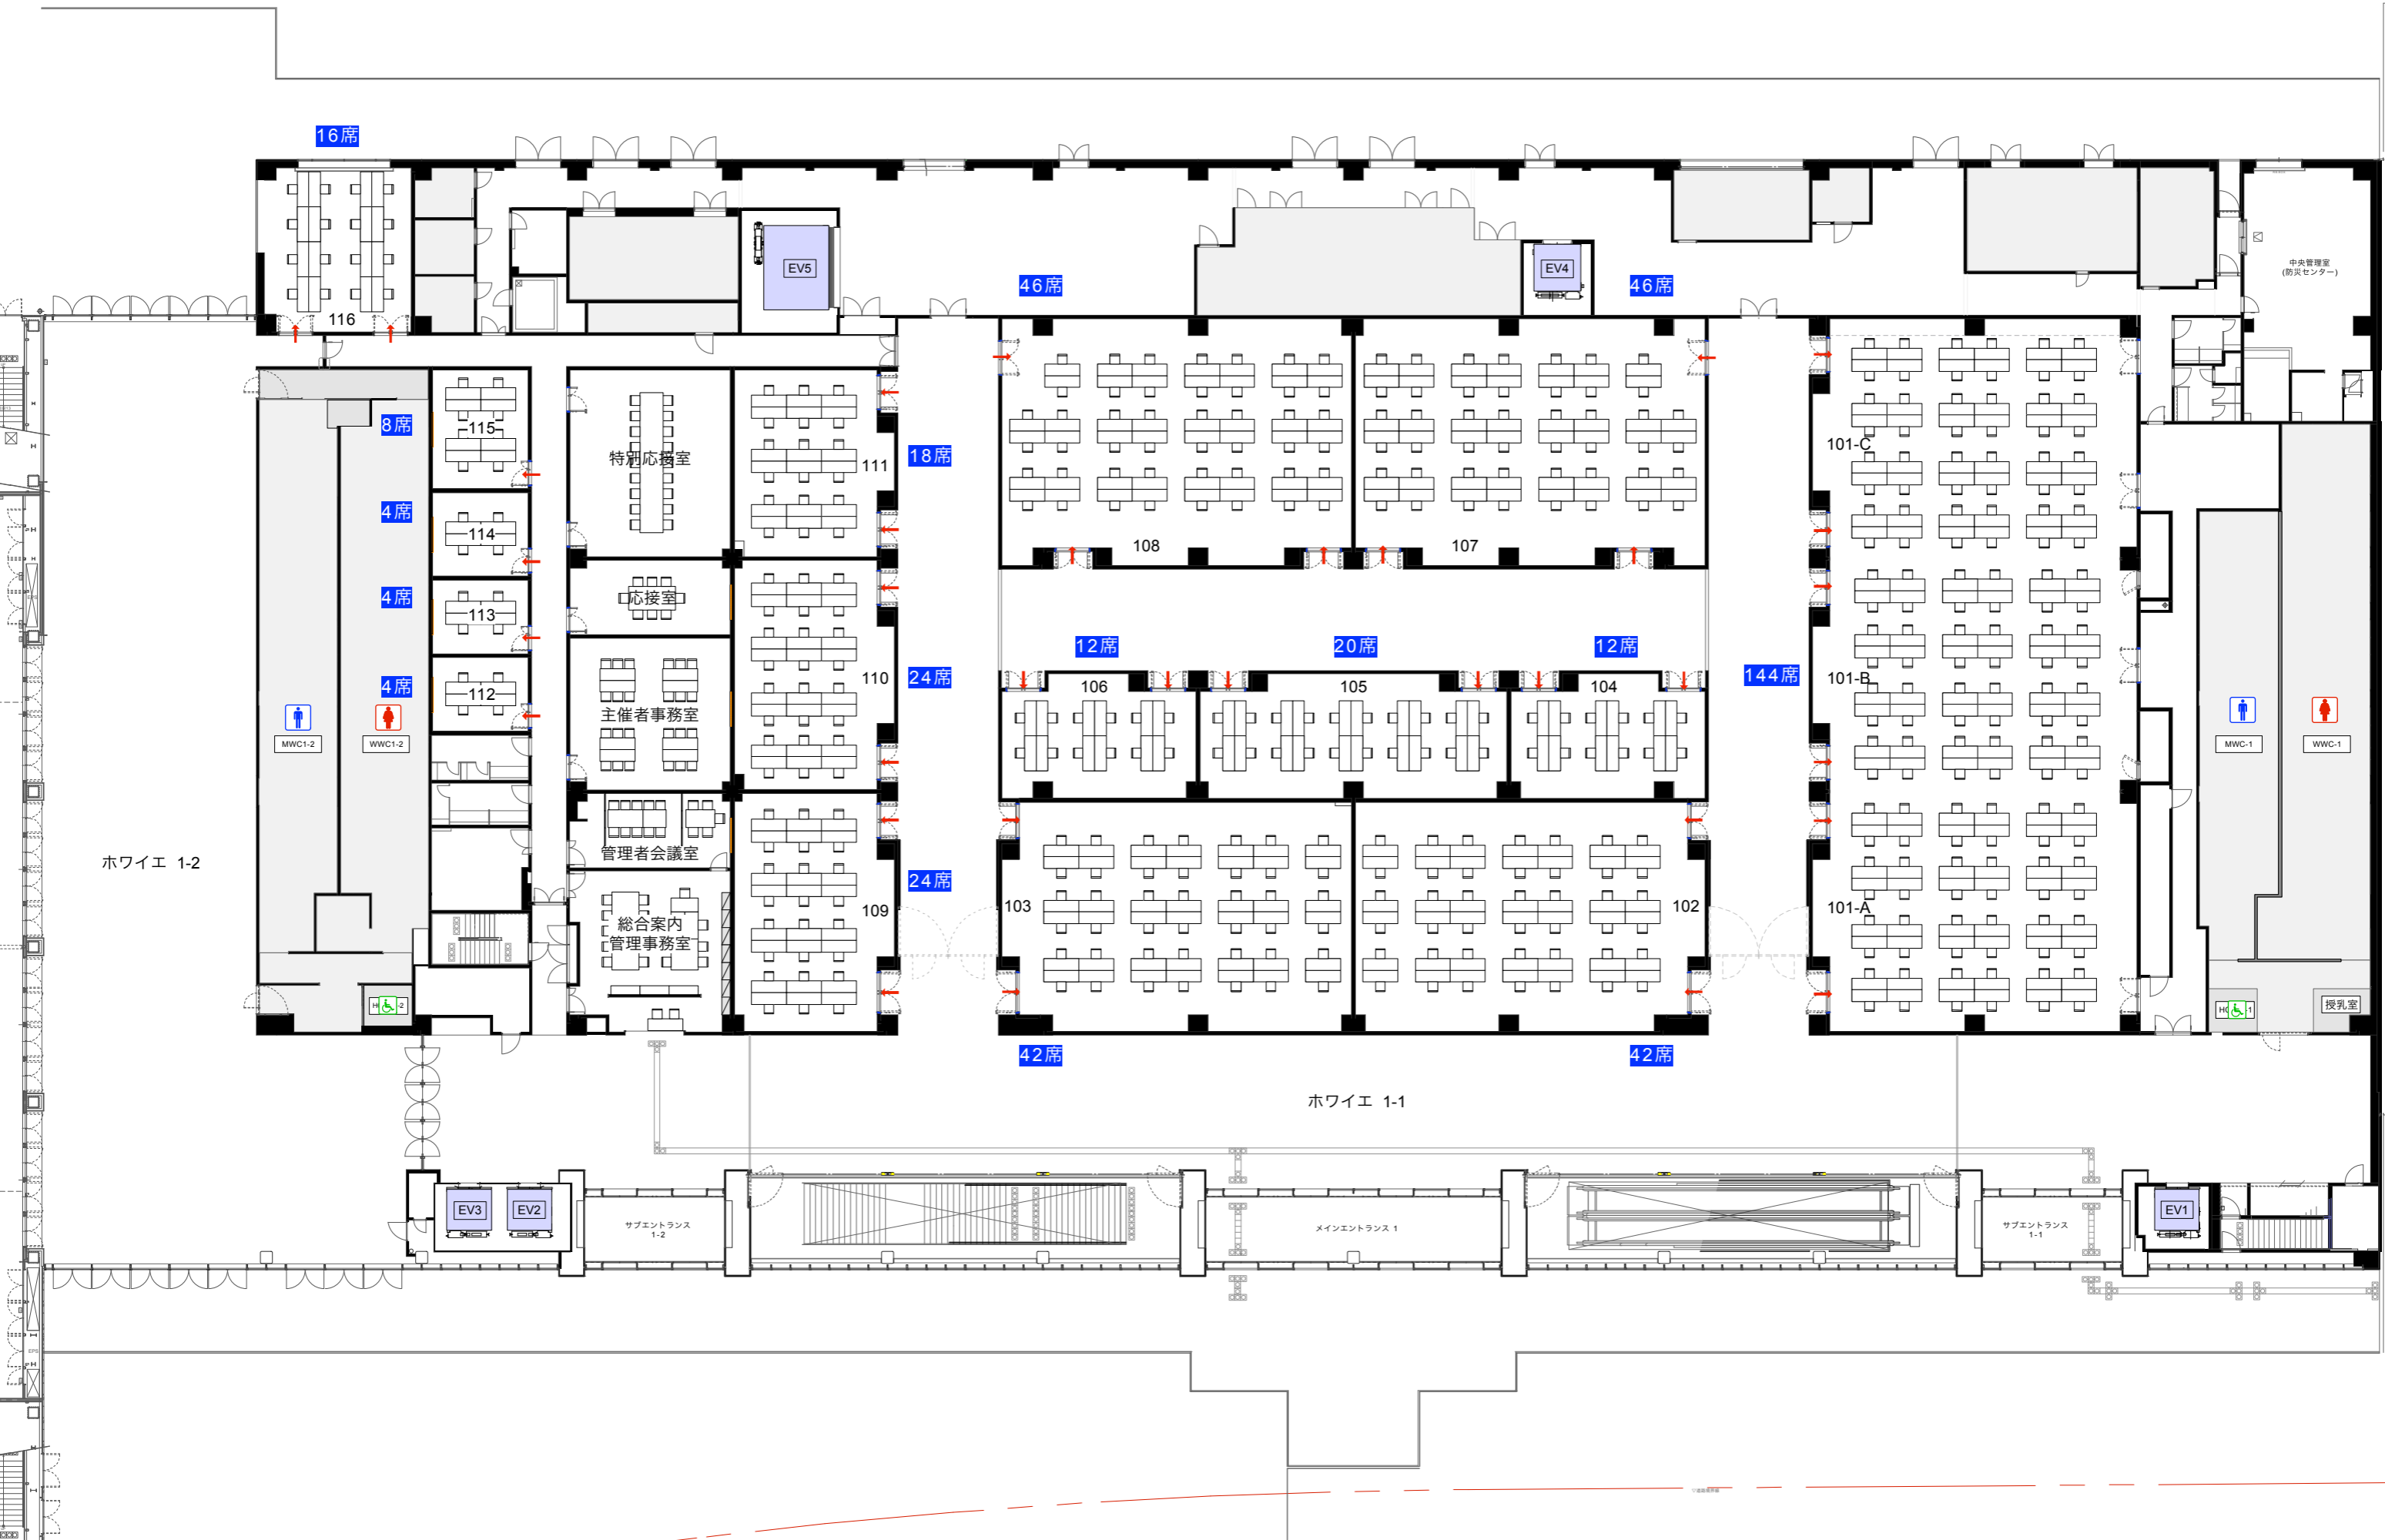 16席
EV5
EV4
46席
46席
中央管理室
(防災センター)
116
8席
115
特別応接室
111
18席
101-C
4席
114
108
107
4席
113
応接室
12席
20席
12席
4席
112
110
24席
106
105
104
144席
101-B
主催者事務室
MWC1-2
WWC1-2
MWC-1
WWC-1
管理者会議室
ホワイエ 1-2
24席
109
103
102
101-A
総合案内
管理事務室
授乳室
42席
42席
ホワイエ 1-1
EV3
EV2
サブエントランス
1-2
メインエントランス 1
サブエントランス
1-1
EV1
EPS